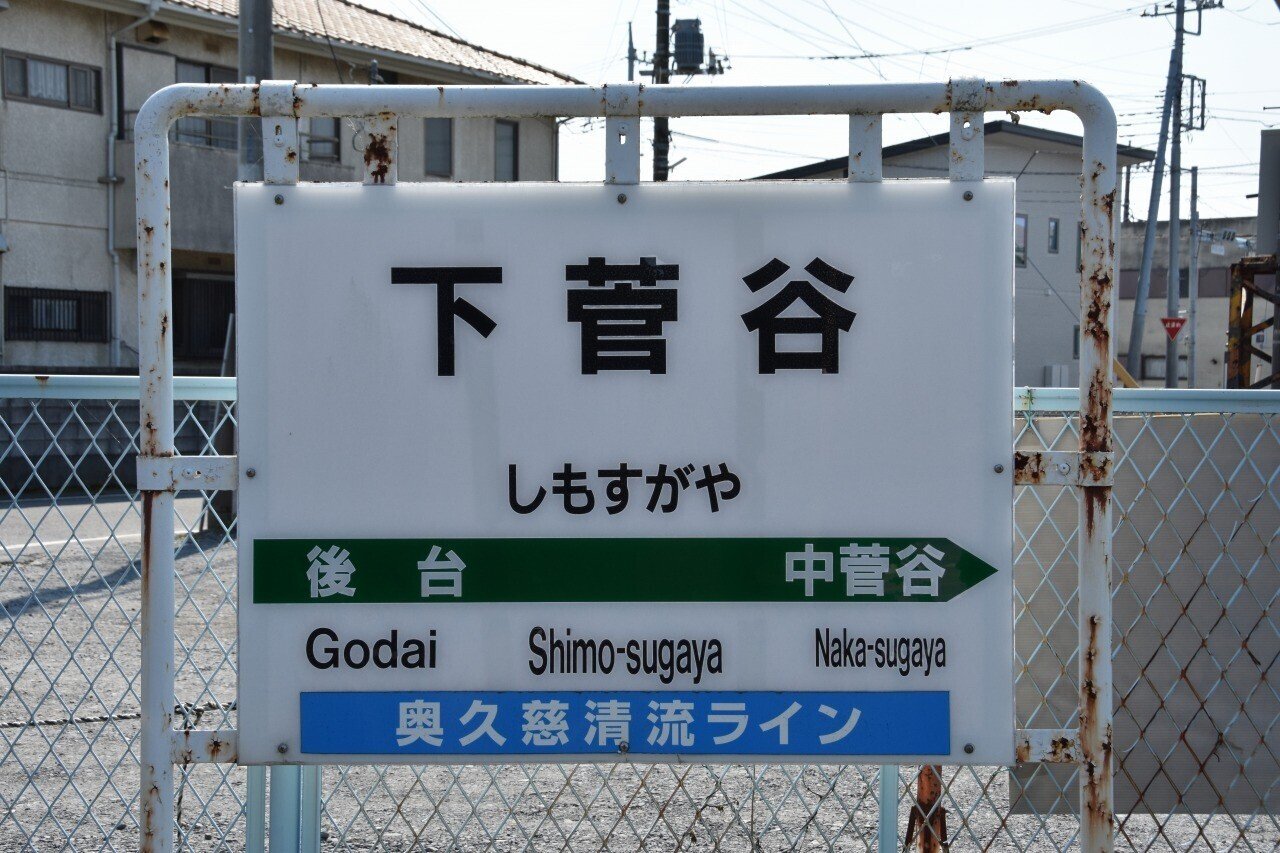 下菅谷
しもすがや
後台 中菅谷
Godai Shimo-sugaya Naka-sugaya
奥久慈清流ライン